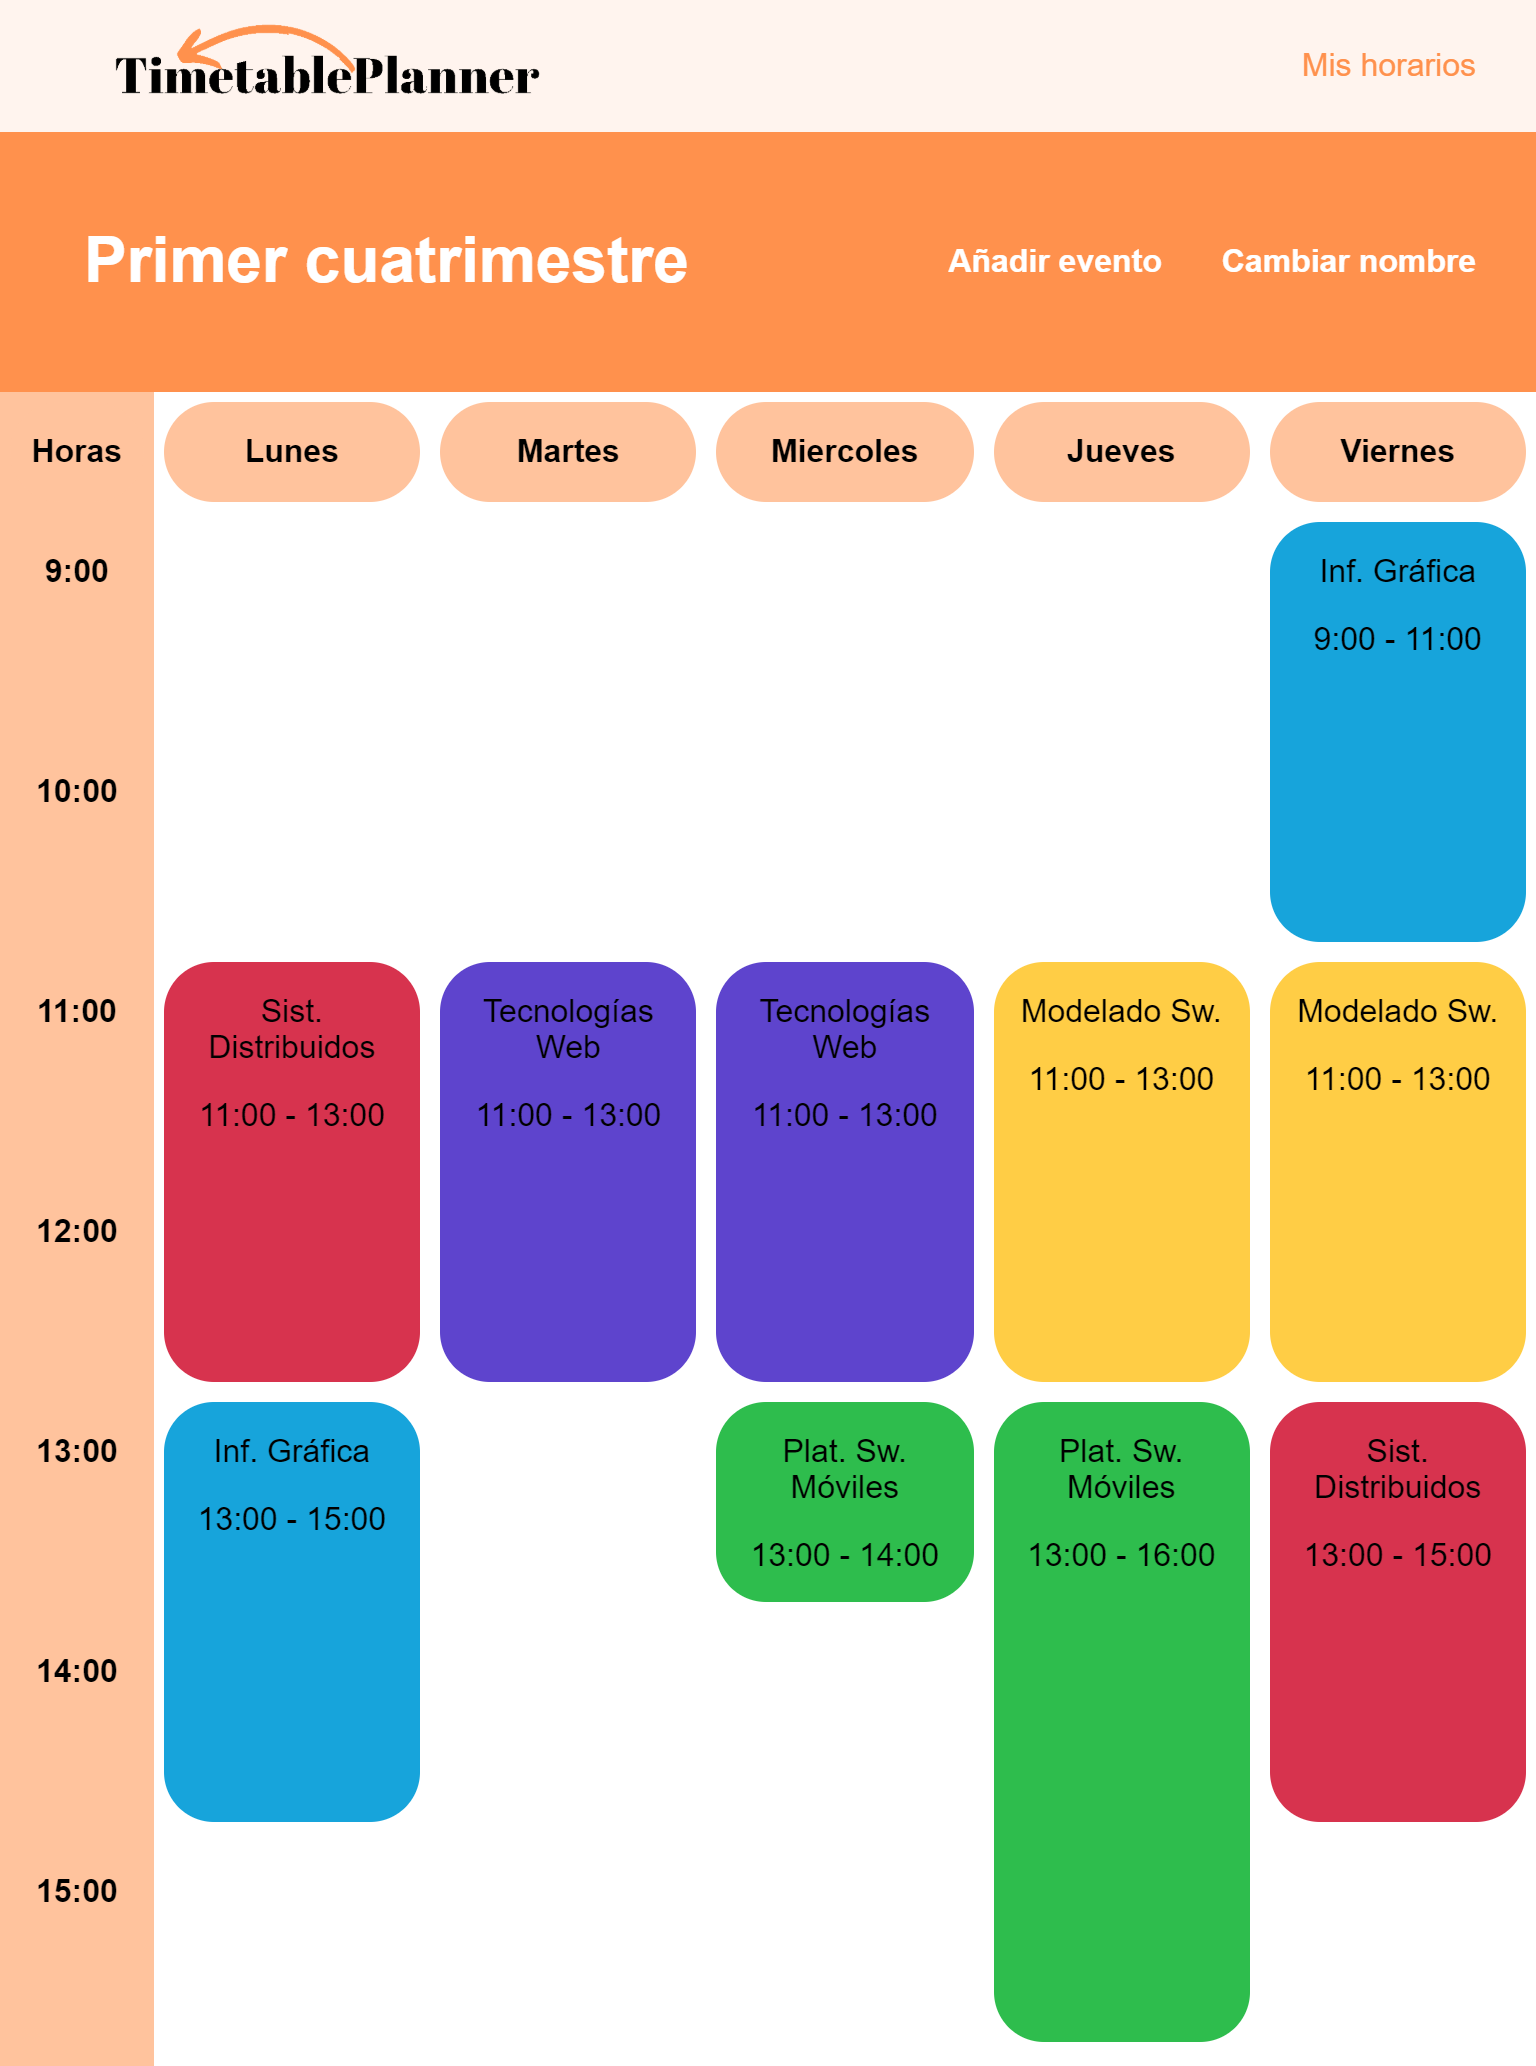 TimetablePlanner
Mis horarios
Primer cuatrimestre
Añadir evento
Cambiar nombre
Horas
Lunes
Martes
Miercoles
Jueves
Viernes
9:00
Inf. Gráfica
9:00 - 11:00
10:00
11:00
Sist.
Distribuidos
11:00 - 13:00
Tecnologías
Web
11:00 - 13:00
Tecnologías
Web
11:00 - 13:00
Modelado Sw.
11:00 - 13:00
Modelado Sw.
11:00 - 13:00
12:00
13:00
Inf. Gráfica
13:00 - 15:00
Plat. Sw.
Móviles
13:00 - 14:00
Plat. Sw.
Móviles
13:00 - 16:00
Sist.
Distribuidos
13:00 - 15:00
14:00
15:00